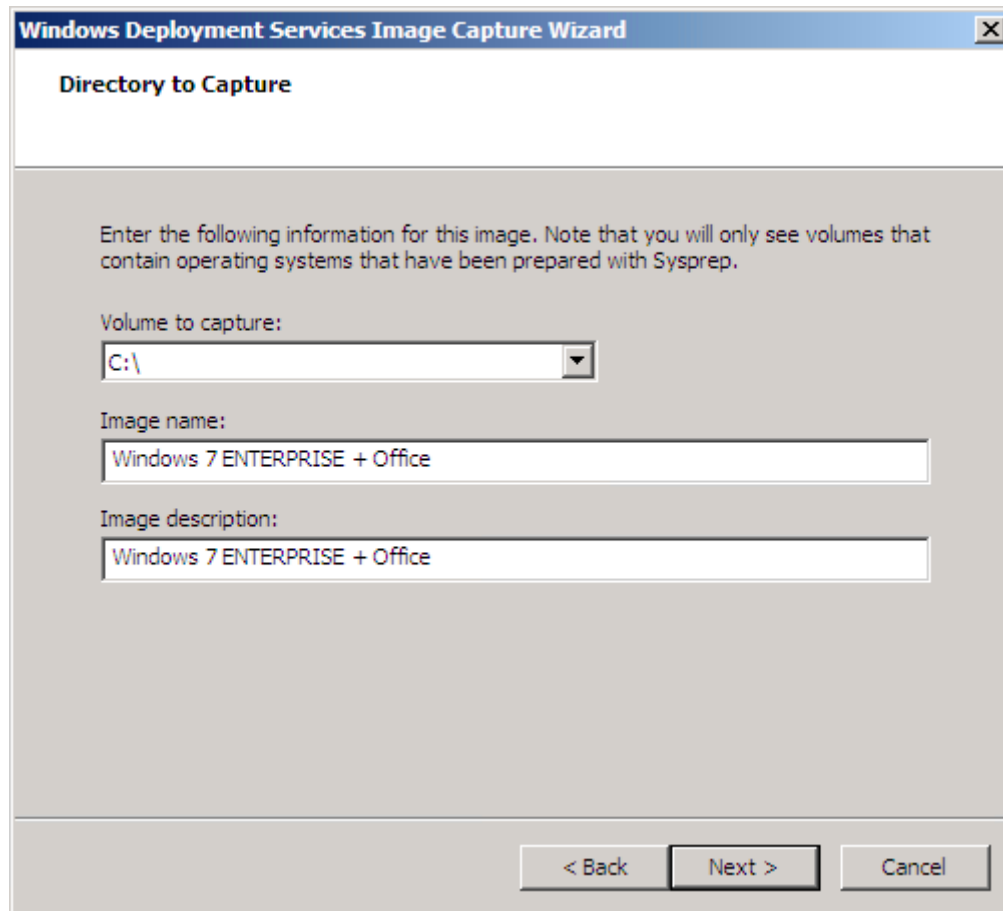 Windows Deployment Services Image Capture Wizard
Directory to Capture
Enter the following information for this image. Note that you will only see volumes that
contain operating systems that have been prepared with Sysprep.
Volume to capture:
C:\
Image name:
Windows 7 ENTERPRISE + Office
Image description:
Windows 7 ENTERPRISE + Office
< Back Next > Cancel